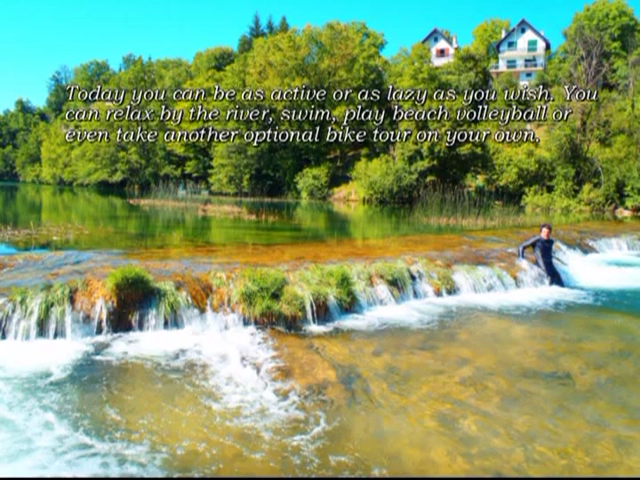 Today you can be as active or as lazy as you wish. You
can relax by the river, swim, play beach volleyball or
even take another optional bike tour on your own.